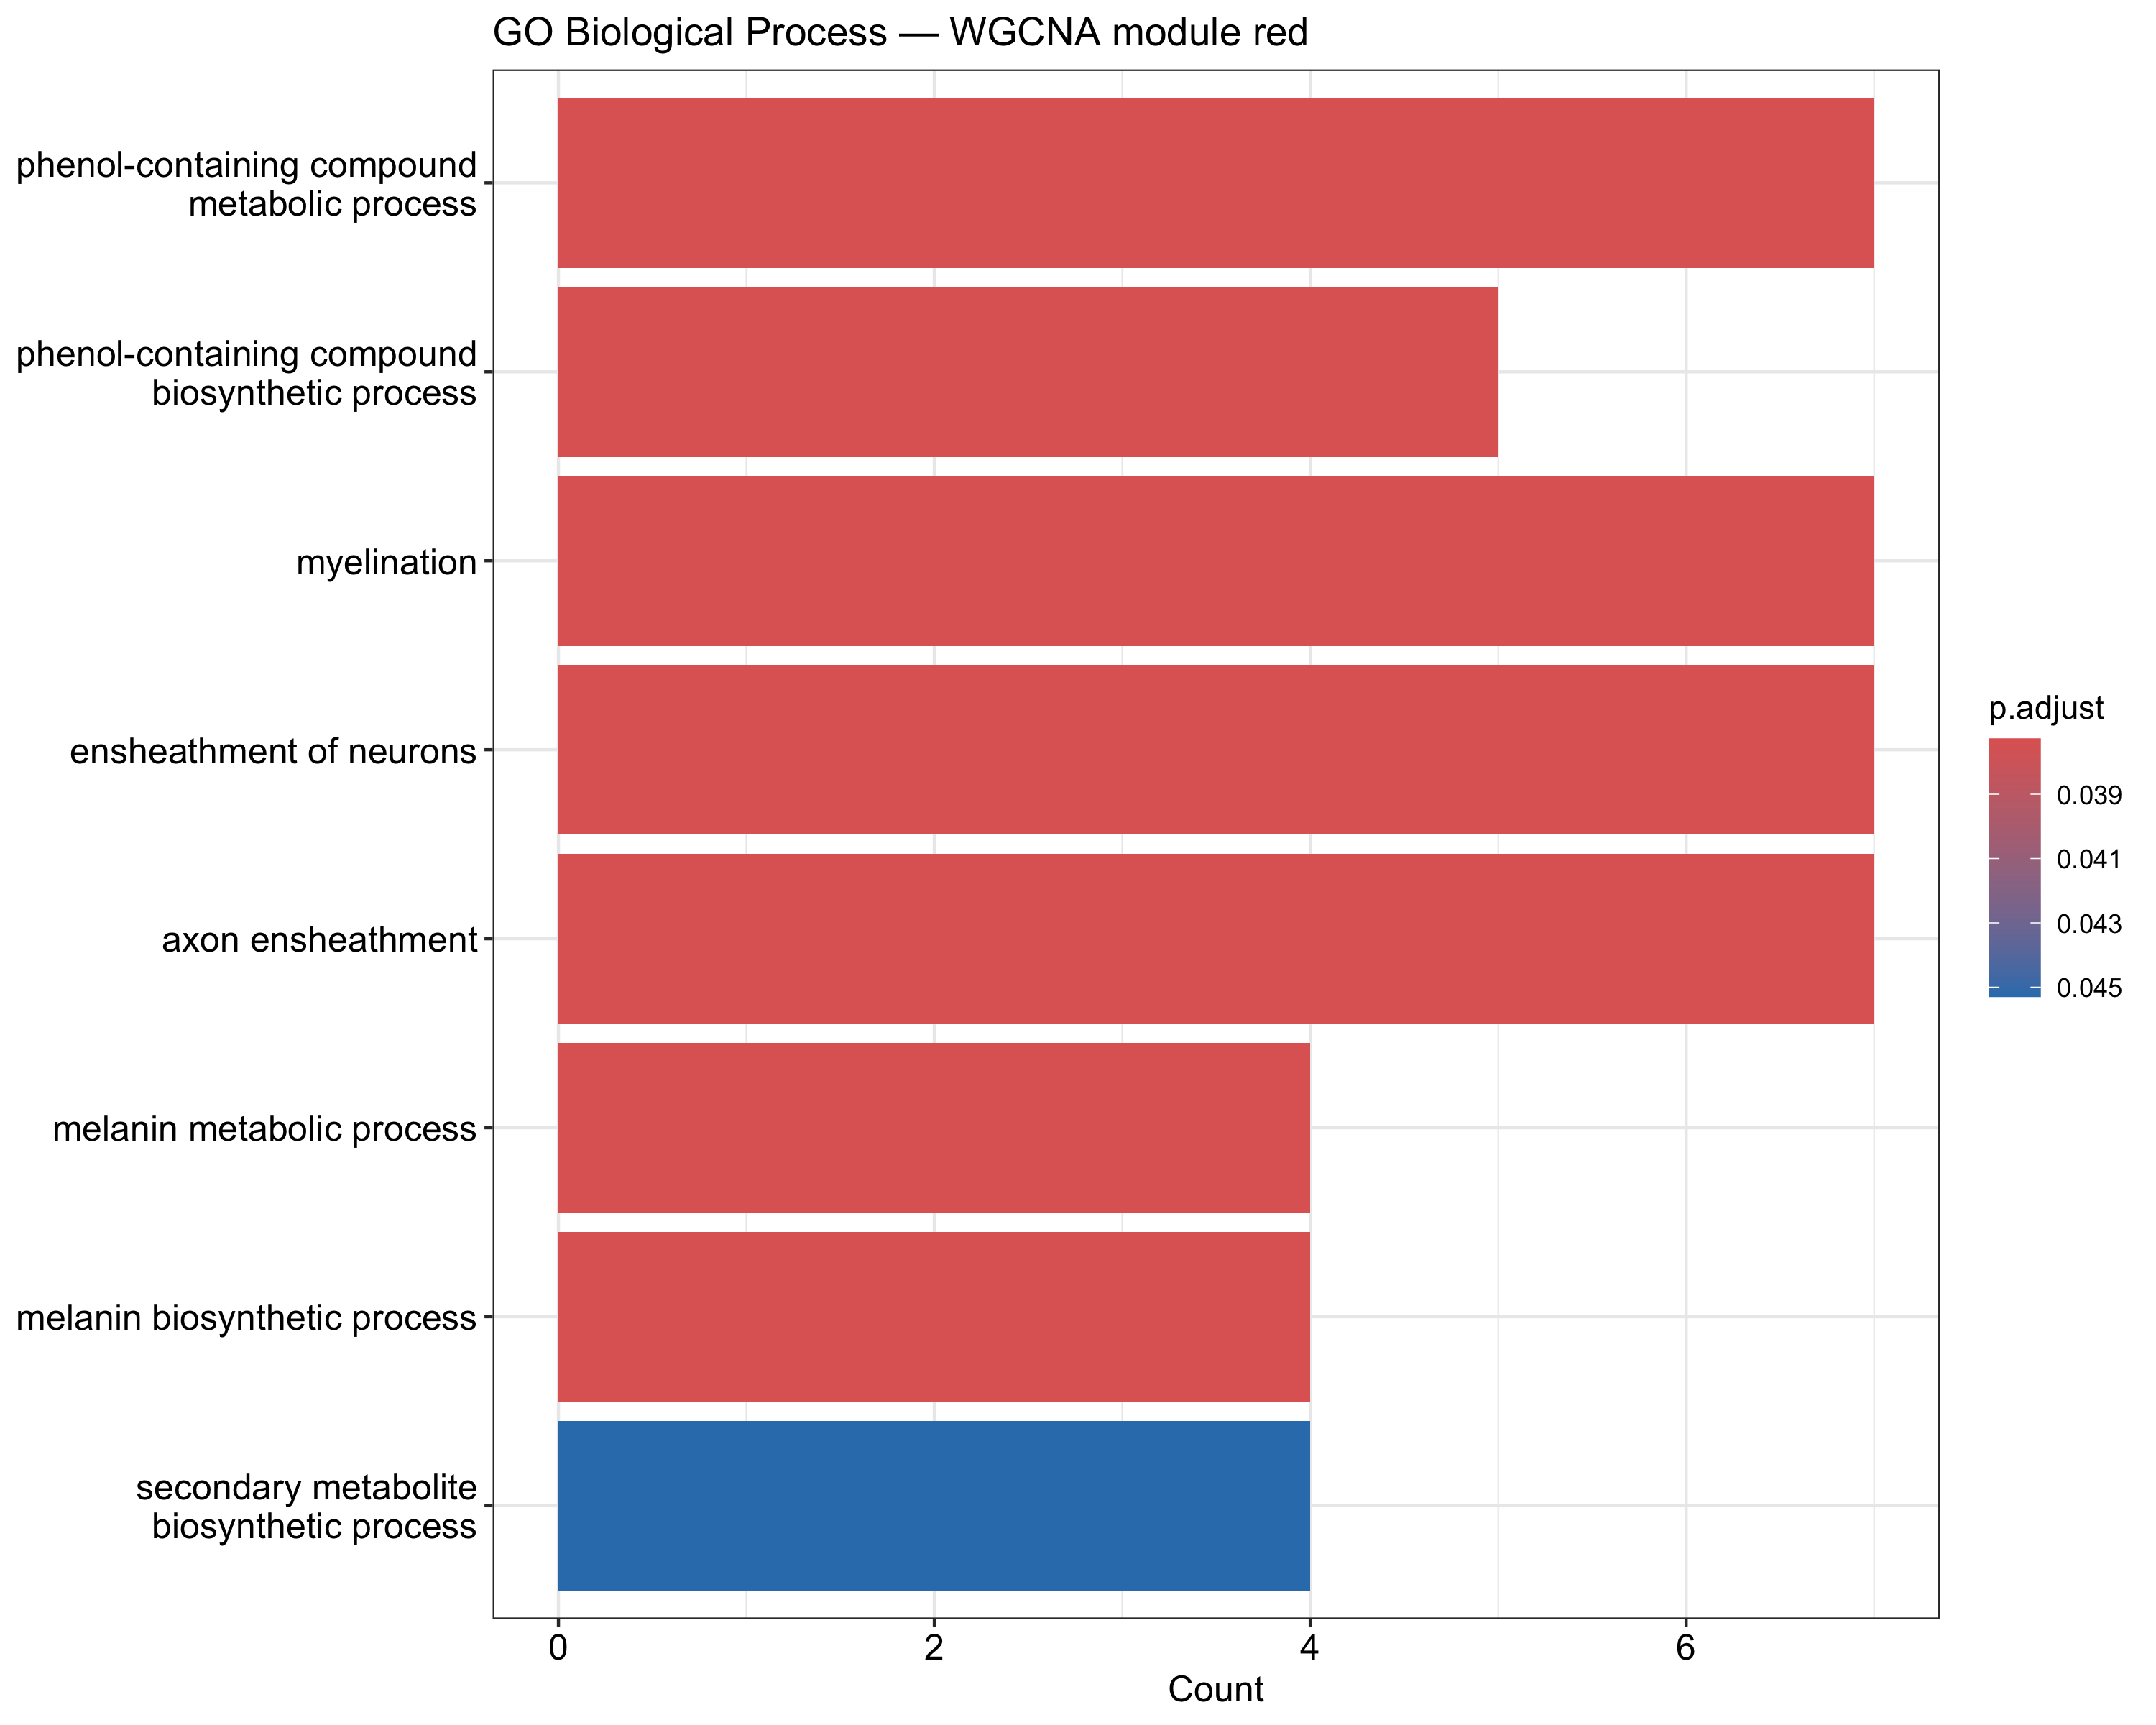 GO Biological Process — WGCNA module red
phenol-containing compound
metabolic process
phenol-containing compound
biosynthetic process
myelination
ensheathment of neurons
axon ensheathment
melanin metabolic process
melanin biosynthetic process
secondary metabolite
biosynthetic process
0 2 4 6
Count
p.adjust
0.039
0.041
0.043
0.045